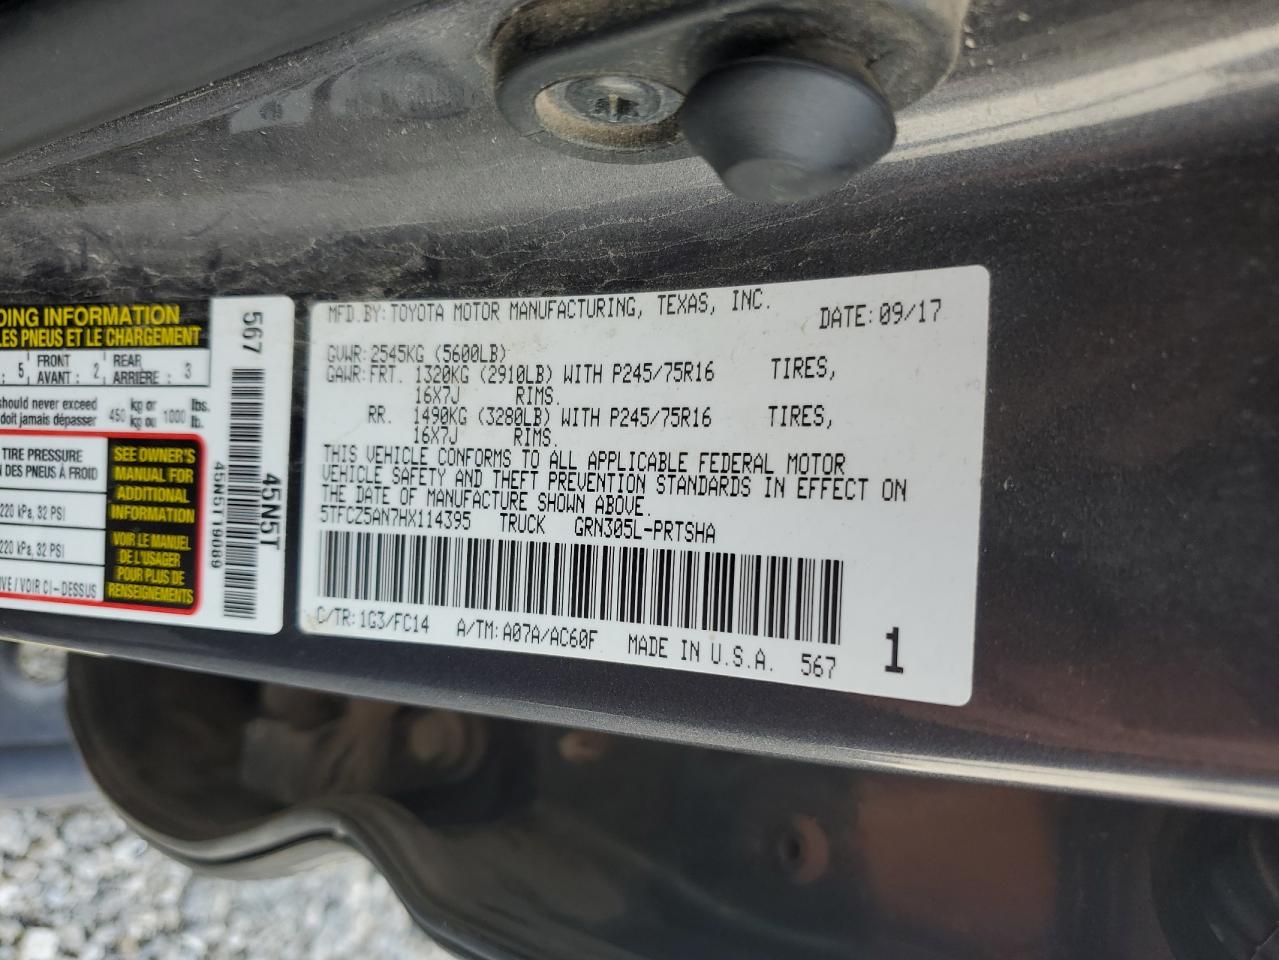 DING INFORMATION
LES PNEUS ET LE CHARGEMENT
: 5 FRONT AVANT : 2 REAR ARRIÈRE : 3
should never exceed 450 kg or 1000 lbs.
doit jamais dépasser kg ou lb.
TIRE PRESSURE
N DES PNEUS À FROID
220 kPa, 32 PSI
220 kPa, 32 PSI
VE / VOIR CI-DESSUS
SEE OWNER'S
MANUAL FOR
ADDITIONAL
INFORMATION
VOIR LE MANUEL
DE L'USAGER
POUR PLUS DE
RENSEIGNEMENTS
567
45N5T
45N5T19089
MFD.BY:TOYOTA MOTOR MANUFACTURING, TEXAS, INC. DATE:09/17
GVWR:2545KG (5600LB)
GAWR:FRT. 1320KG (2910LB) WITH P245/75R16 TIRES,
16X7J RIMS.
RR. 1490KG (3280LB) WITH P245/75R16 TIRES,
16X7J RIMS.
THIS VEHICLE CONFORMS TO ALL APPLICABLE FEDERAL MOTOR
VEHICLE SAFETY AND THEFT PREVENTION STANDARDS IN EFFECT ON
THE DATE OF MANUFACTURE SHOWN ABOVE.
5TFCZ5AN7HX114395 TRUCK GRN305L-PRTSHA
C/TR:1G3/FC14 A/TM:A07A/AC60F MADE IN U.S.A. 567 1